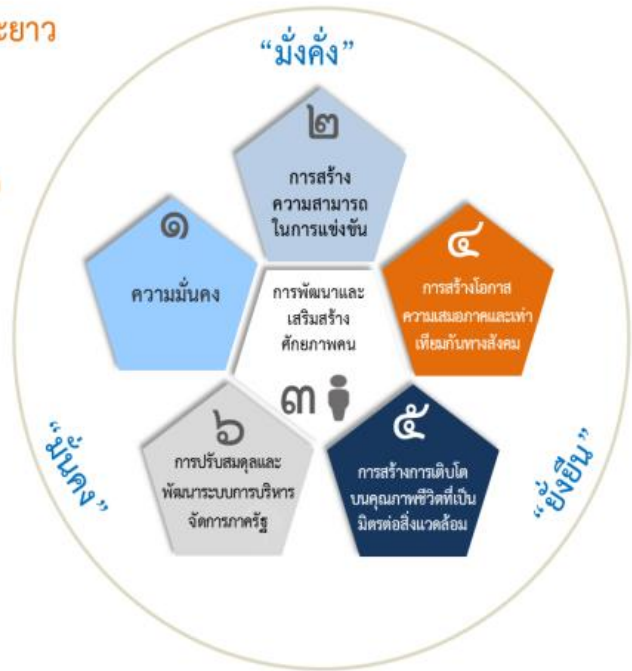 ะยาว
“มั่งคั่ง”
๒
การสร้าง
ความสามารถ
ในการแข่งขัน
๑
ความมั่นคง
๔
การสร้างโอกาส
ความเสมอภาคและเท่า
เทียมกันทางสังคม
การพัฒนาและ
เสริมสร้าง
ศักยภาพคน
๓
๖
การปรับสมดุลและ
พัฒนาระบบการบริหาร
จัดการภาครัฐ
๕
การสร้างการเติบโต
บนคุณภาพชีวิตที่เป็น
มิตรต่อสิ่งแวดล้อม
“มั่นคง”
“ยั่งยืน”